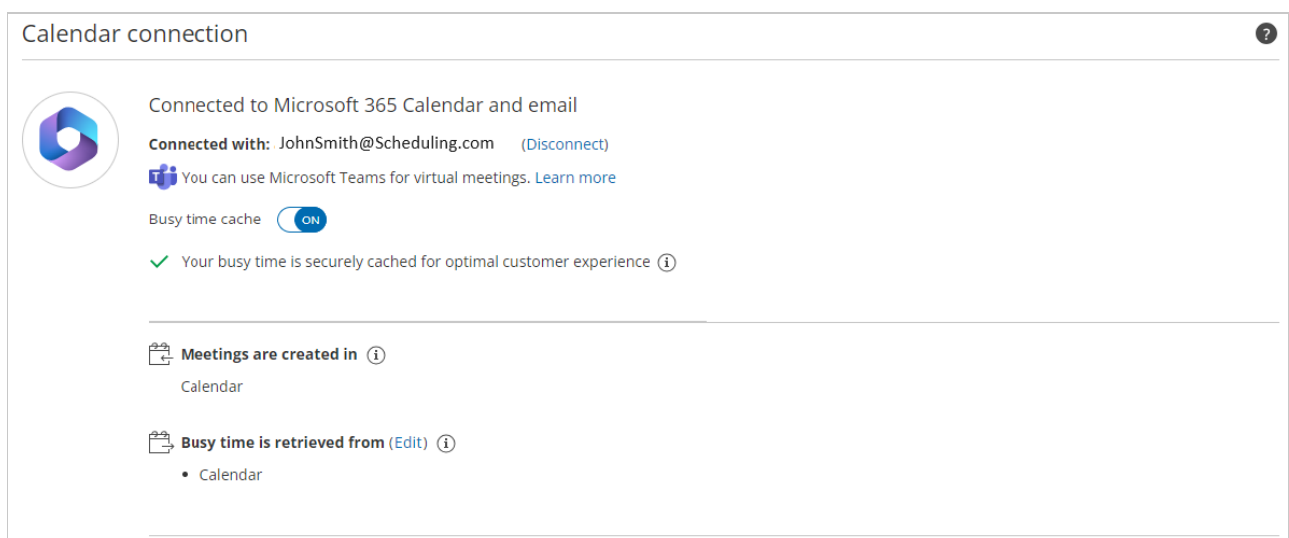 Calendar connection
?
Connected to Microsoft 365 Calendar and email
Connected with: JohnSmith@Scheduling.com (Disconnect)
T You can use Microsoft Teams for virtual meetings. Learn more
Busy time cache ON
Your busy time is securely cached for optimal customer experience i
Meetings are created in i
Calendar
Busy time is retrieved from (Edit) i
• Calendar